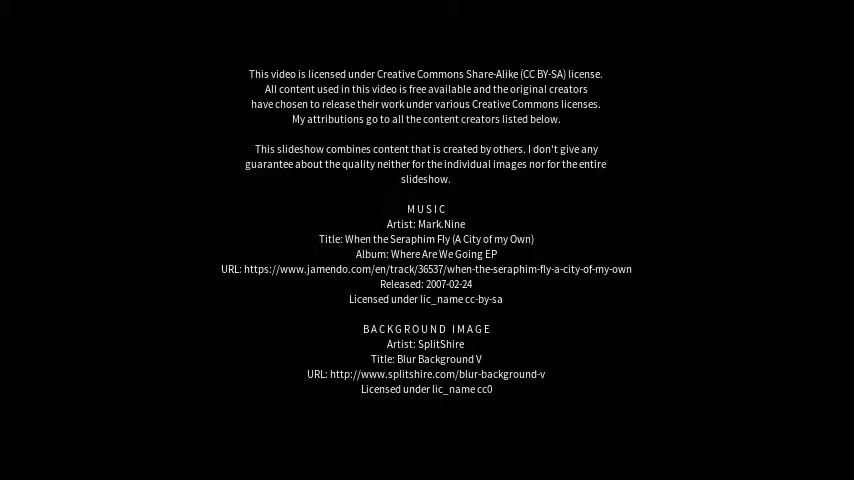 This video is licensed under Creative Commons Share-Alike (CC BY-SA) license.
All content used in this video is free available and the original creators
have chosen to release their work under various Creative Commons licenses.
My attributions go to all the content creators listed below.
This slideshow combines content that is created by others. I don't give any
guarantee about the quality neither for the individual images nor for the entire
slideshow.
MUSIC
Artist: Mark.Nine
Title: When the Seraphim Fly (A City of my Own)
Album: Where Are We Going EP
URL: https://www.jamendo.com/en/track/36537/when-the-seraphim-fly-a-city-of-my-own
Released: 2007-02-24
Licensed under lic_name cc-by-sa
BACKGROUND IMAGE
Artist: SplitShire
Title: Blur Background V
URL: http://www.splitshire.com/blur-background-v
Licensed under lic_name cc0